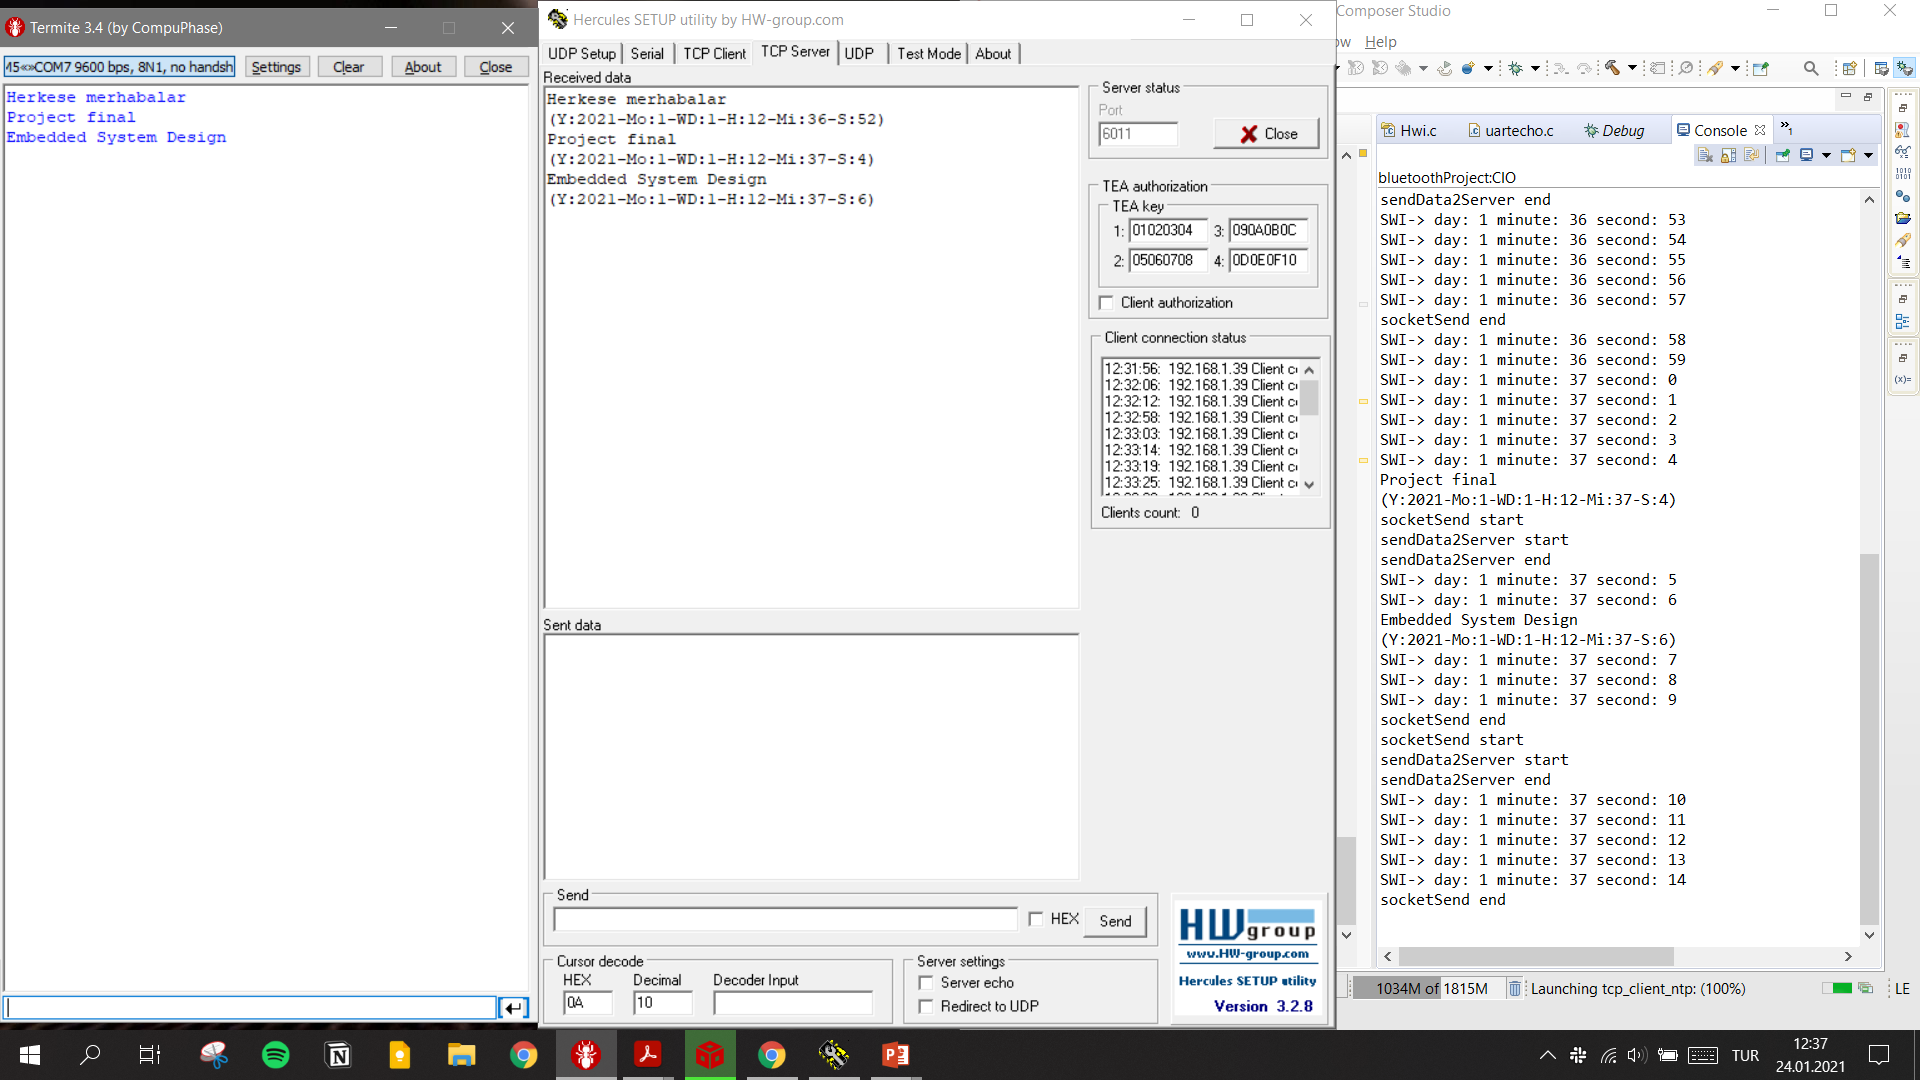 Termite 3.4 (by CompuPhase)
COM7 9600 bps, 8N1, no handsh
Settings
Clear
About
Close
Herkese merhabalar
Project final
Embedded System Design
Hercules SETUP utility by HW-group.com
UDP Setup
Serial
TCP Client
TCP Server
UDP
Test Mode
About
Received data
Herkese merhabalar
(Y:2021-Mo:1-WD:1-H:12-Mi:36-S:52)
Project final
(Y:2021-Mo:1-WD:1-H:12-Mi:37-S:4)
Embedded System Design
(Y:2021-Mo:1-WD:1-H:12-Mi:37-S:6)
Sent data
Send
HEX
Send
Cursor decode
HEX
Decimal
Decoder Input
0A
10
Server settings
Server echo
Redirect to UDP
Server status
Port
6011
Close
TEA authorization
TEA key
1: 01020304
3: 090A0B0C
2: 05060708
4: 0D0E0F10
Client authorization
Client connection status
12:31:56: 192.168.1.39 Client
12:32:06: 192.168.1.39 Client
12:32:12: 192.168.1.39 Client
12:32:58: 192.168.1.39 Client
12:33:03: 192.168.1.39 Client
12:33:14: 192.168.1.39 Client
12:33:19: 192.168.1.39 Client
12:33:25: 192.168.1.39 Client
Clients count: 0
HW group
www.HW-group.com
Hercules SETUP utility
Version 3.2.8
Composer Studio
ow Help
Hwi.c
uartecho.c
Debug
Console
bluetoothProject:CIO
sendData2Server end
SWI-> day: 1 minute: 36 second: 53
SWI-> day: 1 minute: 36 second: 54
SWI-> day: 1 minute: 36 second: 55
SWI-> day: 1 minute: 36 second: 56
SWI-> day: 1 minute: 36 second: 57
socketSend end
SWI-> day: 1 minute: 36 second: 58
SWI-> day: 1 minute: 36 second: 59
SWI-> day: 1 minute: 37 second: 0
SWI-> day: 1 minute: 37 second: 1
SWI-> day: 1 minute: 37 second: 2
SWI-> day: 1 minute: 37 second: 3
SWI-> day: 1 minute: 37 second: 4
Project final
(Y:2021-Mo:1-WD:1-H:12-Mi:37-S:4)
socketSend start
sendData2Server start
sendData2Server end
SWI-> day: 1 minute: 37 second: 5
SWI-> day: 1 minute: 37 second: 6
Embedded System Design
(Y:2021-Mo:1-WD:1-H:12-Mi:37-S:6)
SWI-> day: 1 minute: 37 second: 7
SWI-> day: 1 minute: 37 second: 8
SWI-> day: 1 minute: 37 second: 9
socketSend end
socketSend start
sendData2Server start
sendData2Server end
SWI-> day: 1 minute: 37 second: 10
SWI-> day: 1 minute: 37 second: 11
SWI-> day: 1 minute: 37 second: 12
SWI-> day: 1 minute: 37 second: 13
SWI-> day: 1 minute: 37 second: 14
socketSend end
1034M of 1815M
Launching tcp_client_ntp: (100%)
LE
TUR
12:37
24.01.2021